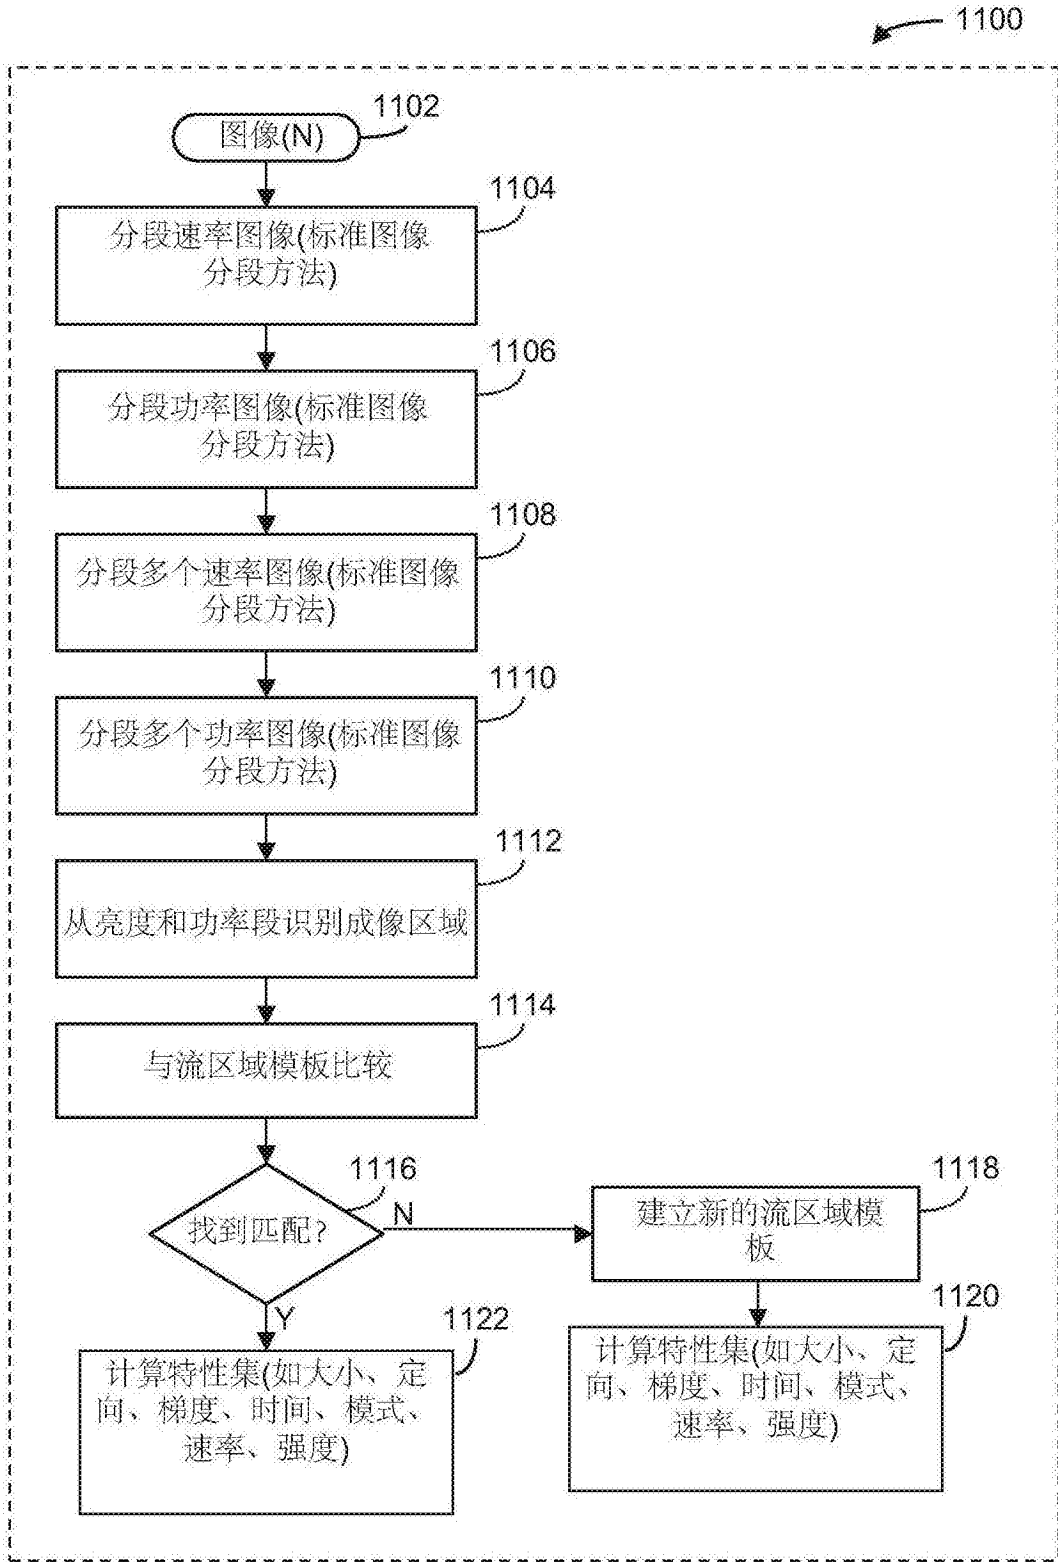 1100
1102
图像(N)
1104
分段速率图像(标准图像
分段方法)
1106
分段功率图像(标准图像
分段方法)
1108
分段多个速率图像(标准图像
分段方法)
1110
分段多个功率图像(标准图像
分段方法)
1112
从亮度和功率段识别成像区域
1114
与流区域模板比较
1116
找到匹配?
N
Y
1118
建立新的流区域模
板
1120
计算特性集(如大小、定
向、梯度、时间、模式、
速率、强度)
1122
计算特性集(如大小、定
向、梯度、时间、模式、
速率、强度)